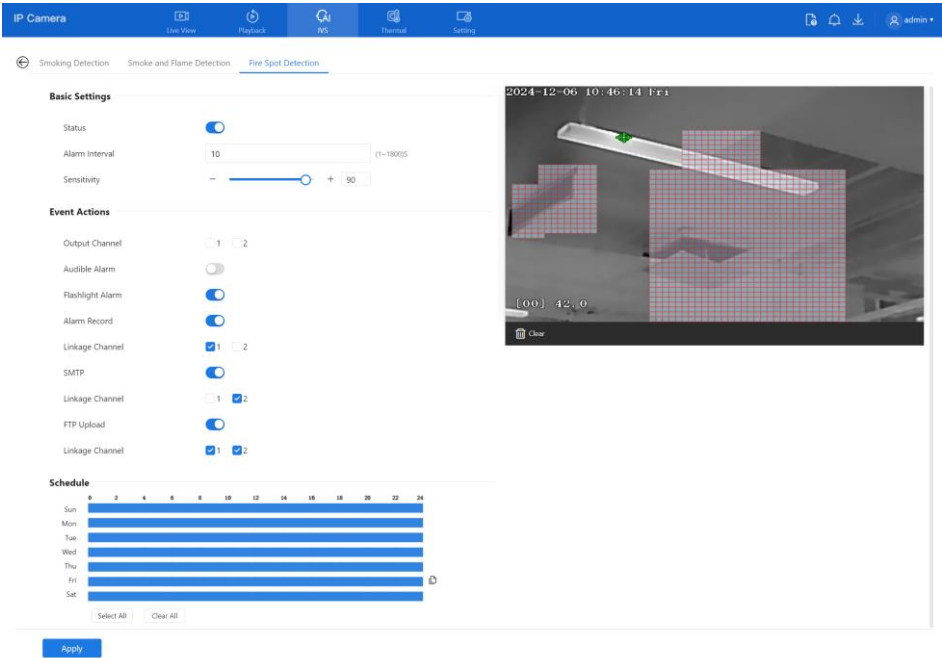 IP Camera
Live View Playback IVS Thermal Setting admin
Smoking Detection Smoke and Flame Detection Fire Spot Detection
Basic Settings
Status
Alarm Interval 10 (1~1800)S
Sensitivity − + 90
Event Actions
Output Channel 1 2
Audible Alarm
Flashlight Alarm
Alarm Record
Linkage Channel 1 2
SMTP
Linkage Channel 1 2
FTP Upload
Linkage Channel 1 2
2024-12-06 10:46:14 Fri
[00] 42.0
Clear
Schedule
0 2 4 6 8 10 12 14 16 18 20 22 24
Sun
Mon
Tue
Wed
Thu
Fri
Sat
Select All Clear All
Apply